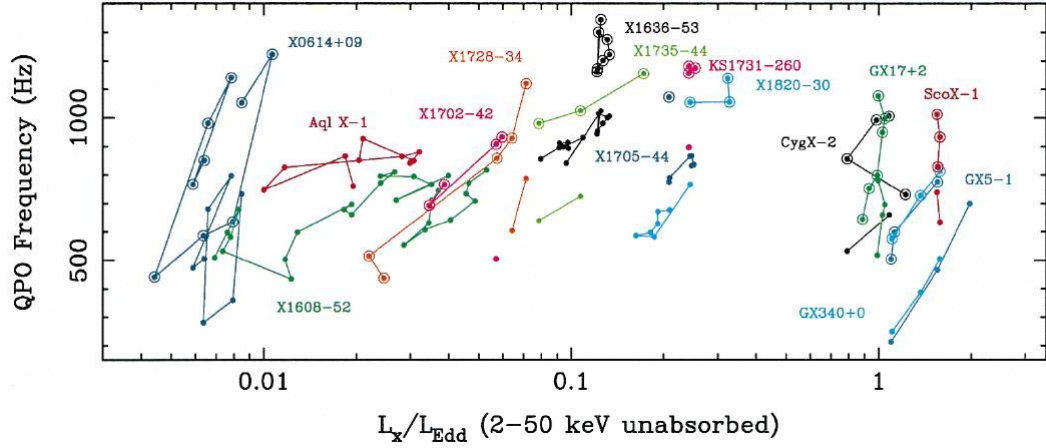 X1636-53
X0614+09
X1728-34
X1735-44
KS1731-260
GX17+2
X1820-30
ScoX-1
X1702-42
Aql X-1
CygX-2
X1705-44
GX5-1
X1608-52
GX340+0
QPO Frequency (Hz)
1000
500
0.01
0.1
1
Lx/LEdd (2-50 keV unabsorbed)